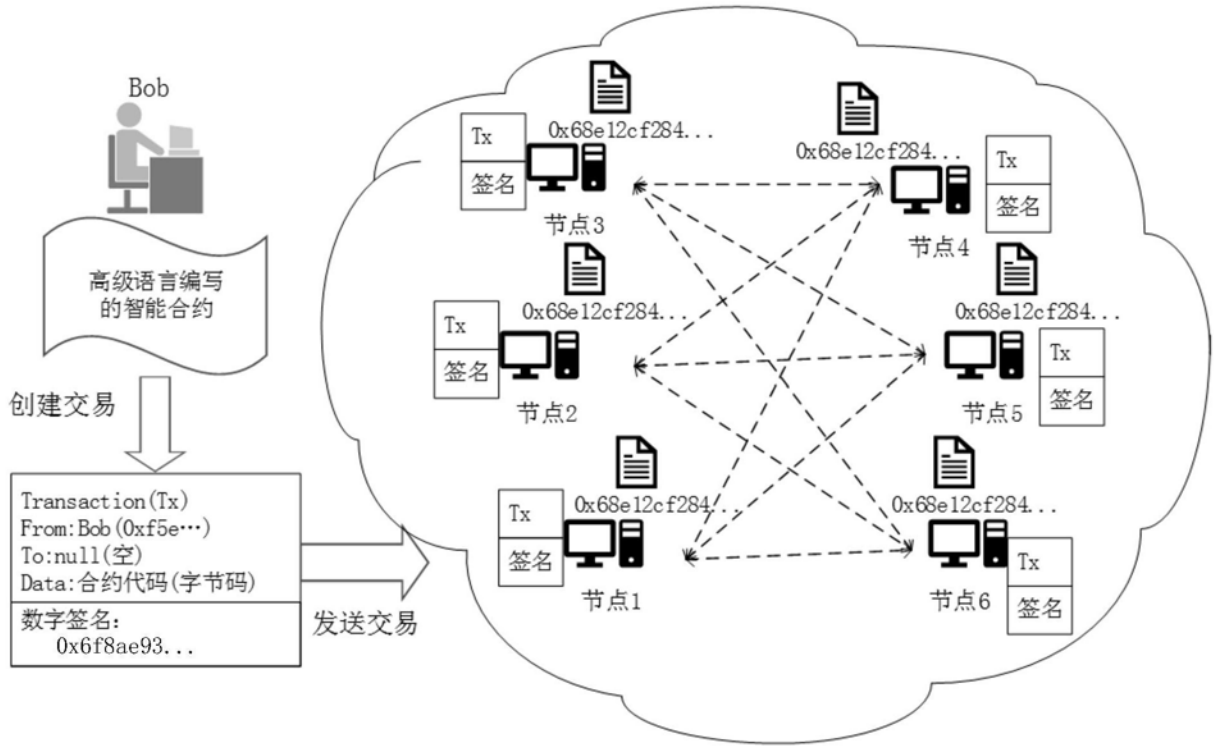 Bob
高级语言编写
的智能合约
创建交易
Transaction(Tx)
From:Bob(0xf5e…)
To:null(空)
Data:合约代码(字节码)
数字签名:
0x6f8ae93...
发送交易
0x68e12cf284...
Tx
签名
节点3
0x68e12cf284...
Tx
签名
节点4
0x68e12cf284...
Tx
签名
节点2
0x68e12cf284...
Tx
签名
节点5
0x68e12cf284...
Tx
签名
节点1
0x68e12cf284...
Tx
签名
节点6